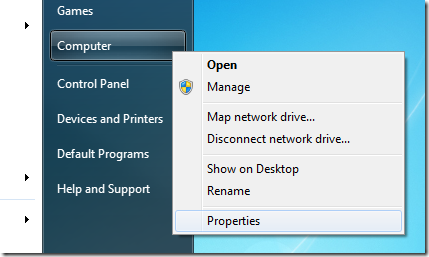 Games
Computer
Control Panel
Devices and Printers
Default Programs
Help and Support
Open
Manage
Map network drive...
Disconnect network drive...
Show on Desktop
Rename
Properties